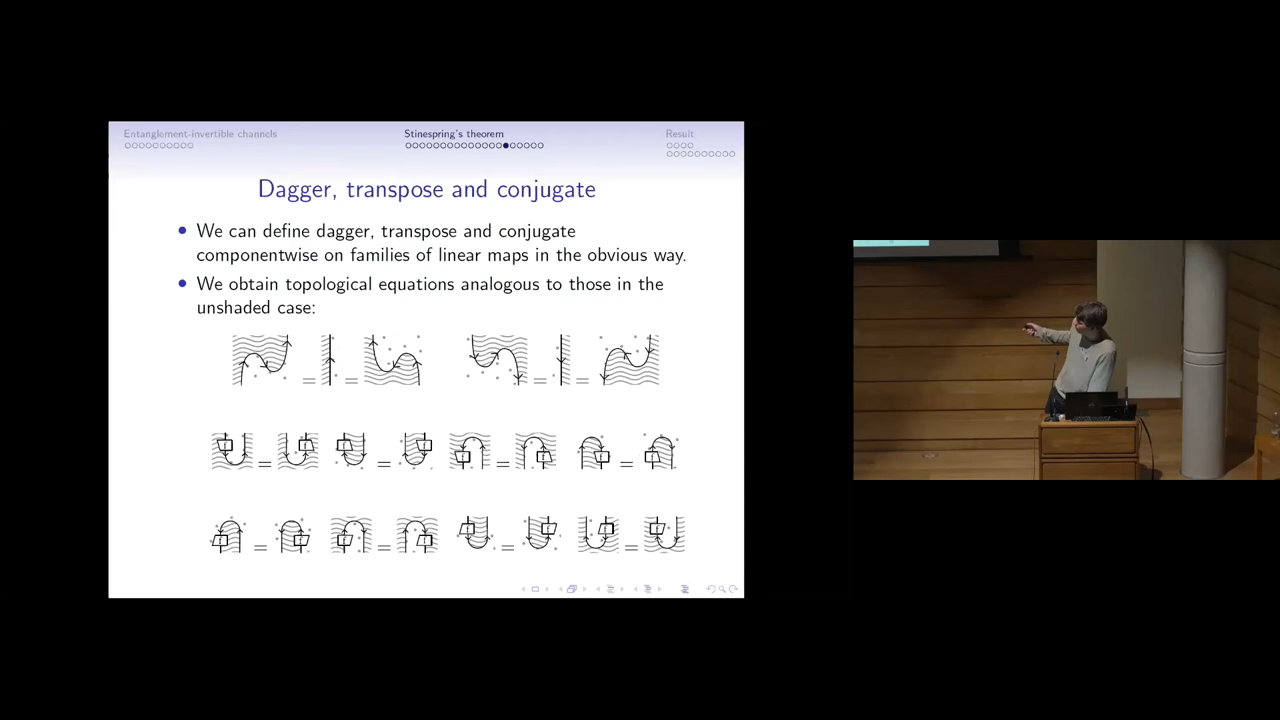 Entanglement-invertible channels
Stinespring's theorem
Result
Dagger, transpose and conjugate
We can define dagger, transpose and conjugate
componentwise on families of linear maps in the obvious way.
We obtain topological equations analogous to those in the
unshaded case:
= = = =
= = = =
= = = =